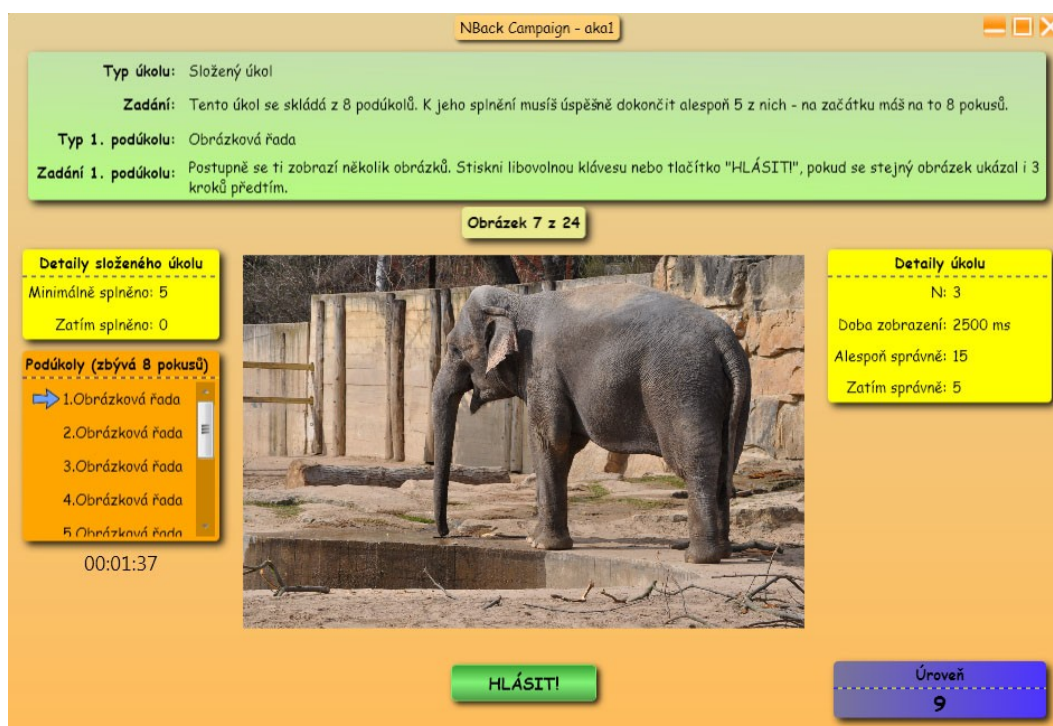 NBack Campaign - aka1
Typ úkolu: Složený úkol
Zadání: Tento úkol se skládá z 8 podúkolů. K jeho splnění musíš úspěšně dokončit alespoň 5 z nich - na začátku máš na to 8 pokusů.
Typ 1. podúkolu: Obrázková řada
Zadání 1. podúkolu: Postupně se ti zobrazí několik obrázků. Stiskni libovolnou klávesu nebo tlačítko "HLÁSIT!", pokud se stejný obrázek ukázal i 3
kroků předtím.
Obrázek 7 z 24
Detaily složeného úkolu
Minimálně splněno: 5
Zatím splněno: 0
Podúkoly (zbývá 8 pokusů)
1.Obrázková řada
2.Obrázková řada
3.Obrázková řada
4.Obrázková řada
5.Obrázková řada
00:01:37
Detaily úkolu
N: 3
Doba zobrazení: 2500 ms
Alespoň správně: 15
Zatím správně: 5
HLÁSIT!
Úroveň
9